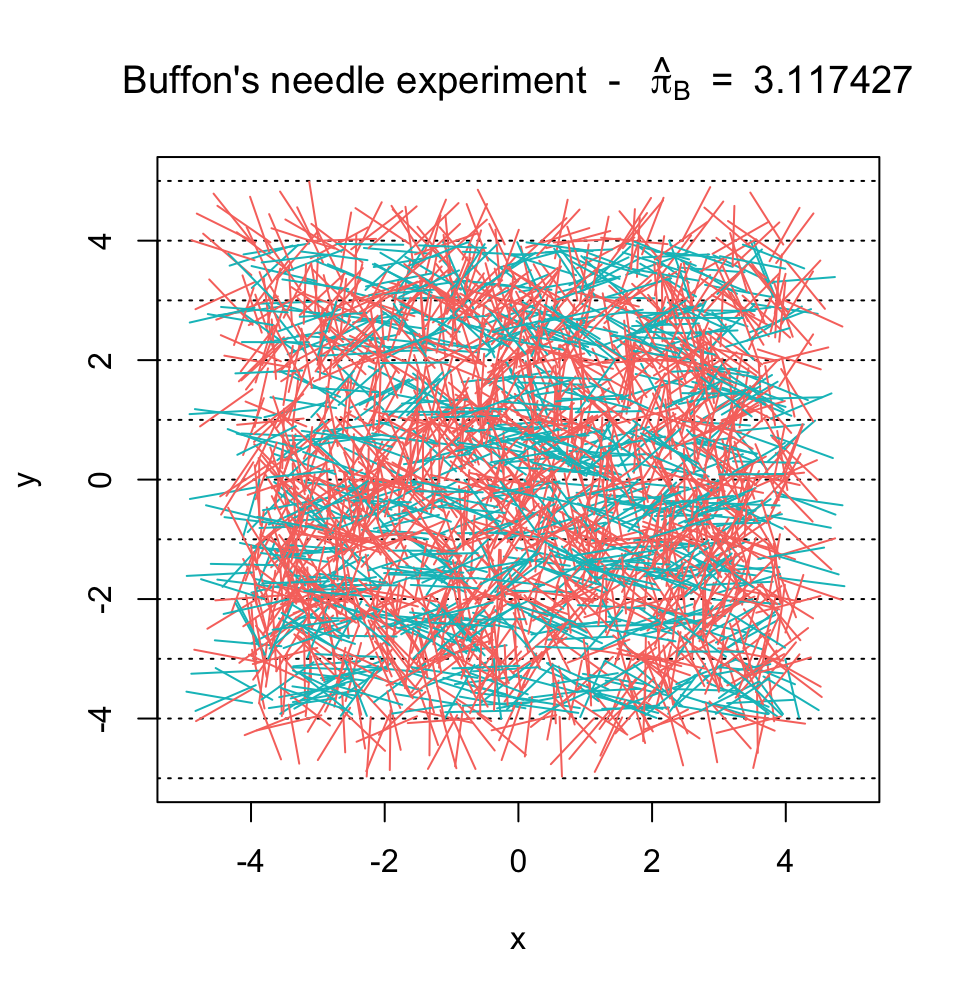 Buffon's needle experiment - π̂B = 3.117427
y
4
2
0
-2
-4
-4 -2 0 2 4
x